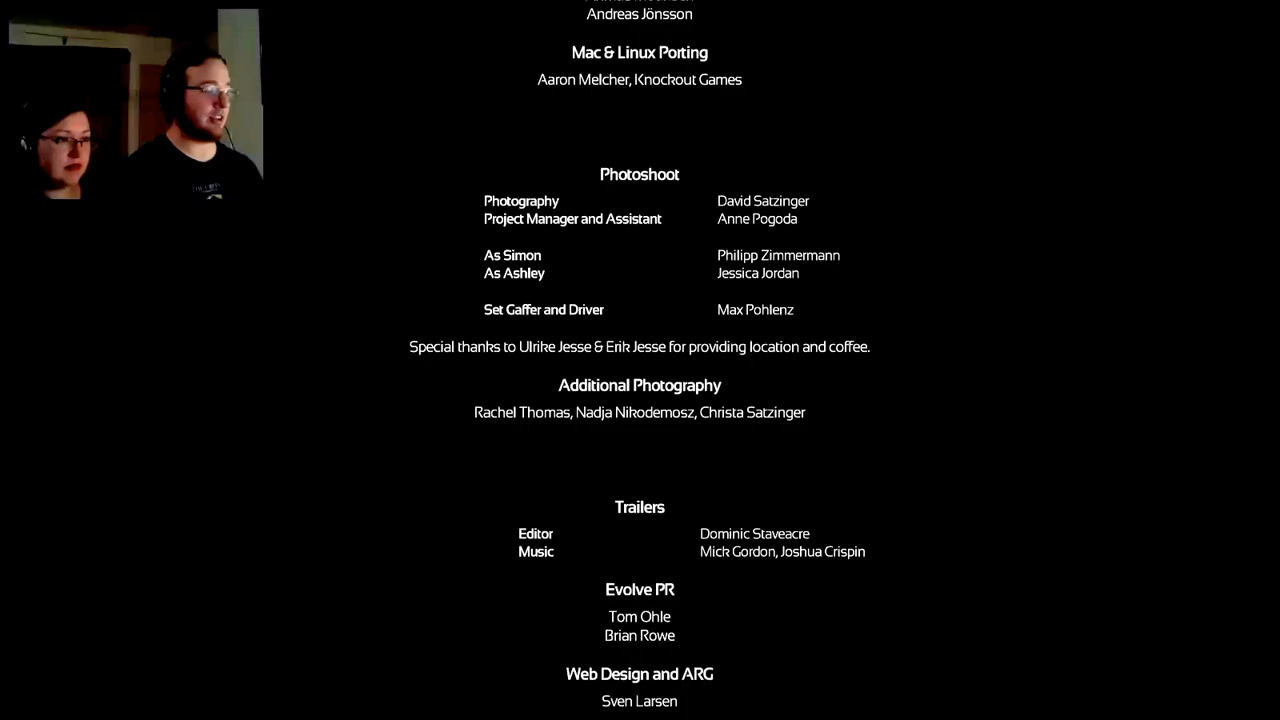 Andreas Jönsson
Mac & Linux Porting
Aaron Melcher, Knockout Games
Photoshoot
Photography David Satzinger
Project Manager and Assistant Anne Pogoda
As Simon Philipp Zimmermann
As Ashley Jessica Jordan
Set Gaffer and Driver Max Pohlenz
Special thanks to Ulrike Jesse & Erik Jesse for providing location and coffee.
Additional Photography
Rachel Thomas, Nadja Nikodemosz, Christa Satzinger
Trailers
Editor Dominic Staveacre
Music Mick Gordon, Joshua Crispin
Evolve PR
Tom Ohle
Brian Rowe
Web Design and ARG
Sven Larsen